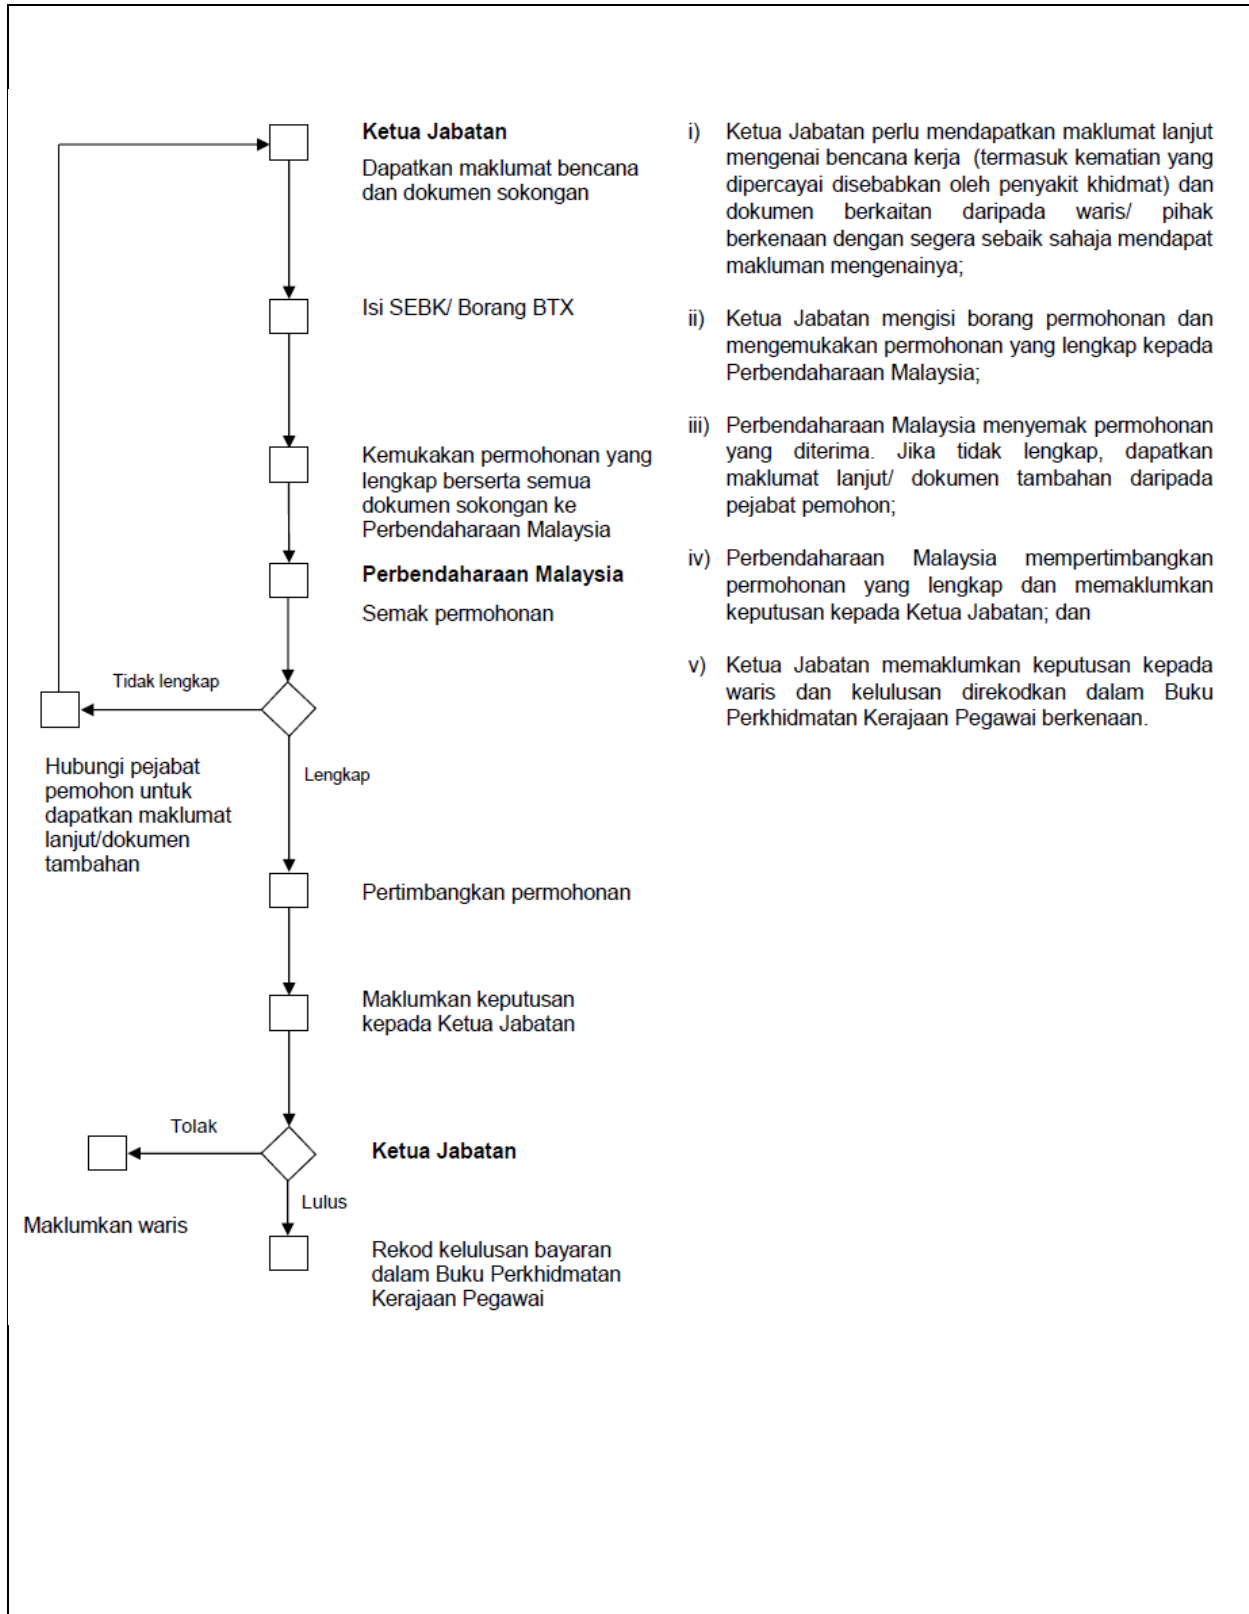 Ketua Jabatan
Dapatkan maklumat bencana
dan dokumen sokongan
Isi SEBK/ Borang BTX
Kemukakan permohonan yang
lengkap berserta semua
dokumen sokongan ke
Perbendaharaan Malaysia
Perbendaharaan Malaysia
Semak permohonan
Tidak lengkap
Hubungi pejabat
pemohon untuk
dapatkan maklumat
lanjut/dokumen
tambahan
Lengkap
Pertimbangkan permohonan
Maklumkan keputusan
kepada Ketua Jabatan
Tolak
Ketua Jabatan
Lulus
Maklumkan waris
Rekod kelulusan bayaran
dalam Buku Perkhidmatan
Kerajaan Pegawai
i) Ketua Jabatan perlu mendapatkan maklumat lanjut
mengenai bencana kerja (termasuk kematian yang
dipercayai disebabkan oleh penyakit khidmat) dan
dokumen berkaitan daripada waris/ pihak
berkenaan dengan segera sebaik sahaja mendapat
makluman mengenainya;
ii) Ketua Jabatan mengisi borang permohonan dan
mengemukakan permohonan yang lengkap kepada
Perbendaharaan Malaysia;
iii) Perbendaharaan Malaysia menyemak permohonan
yang diterima. Jika tidak lengkap, dapatkan
maklumat lanjut/ dokumen tambahan daripada
pejabat pemohon;
iv) Perbendaharaan Malaysia mempertimbangkan
permohonan yang lengkap dan memaklumkan
keputusan kepada Ketua Jabatan; dan
v) Ketua Jabatan memaklumkan keputusan kepada
waris dan kelulusan direkodkan dalam Buku
Perkhidmatan Kerajaan Pegawai berkenaan.